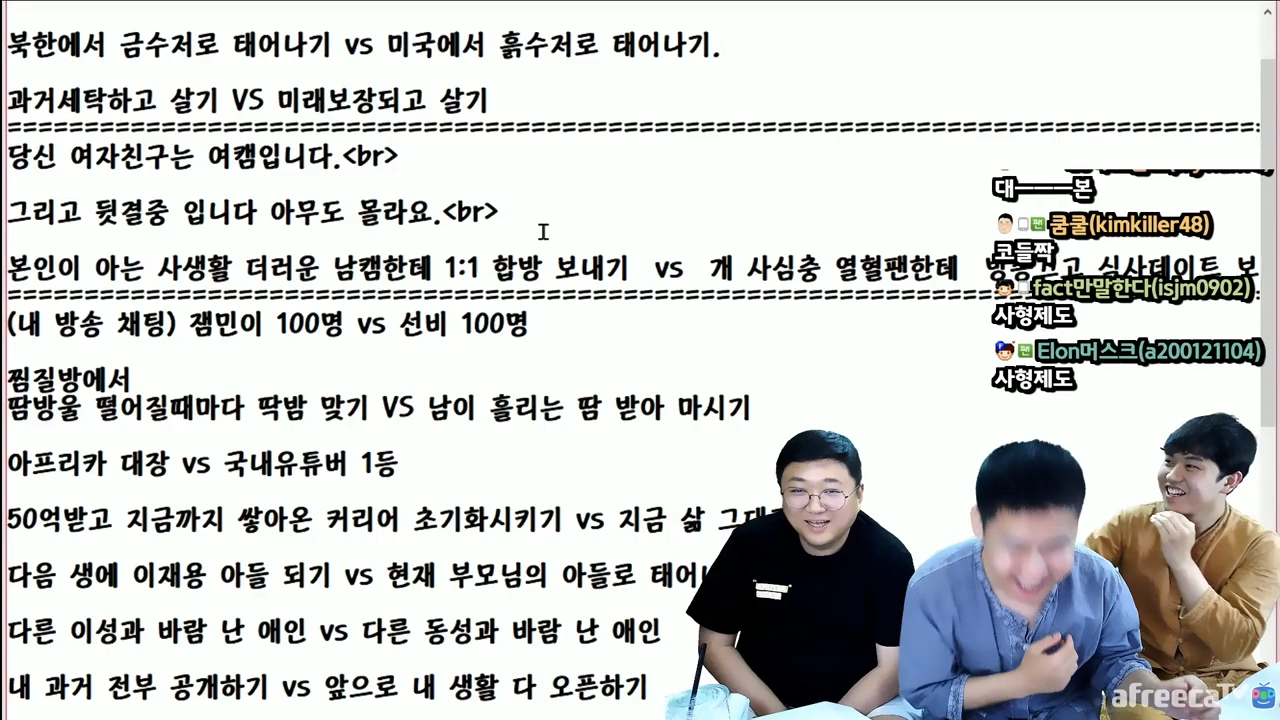 북한에서 금수저로 태어나기 vs 미국에서 흙수저로 태어나기.
과거세탁하고 살기 VS 미래보장되고 살기
당신 여자친구는 여캠입니다.<br>
그리고 뒷결중 입니다 아무도 몰라요.<br>
본인이 아는 사생활 더러운 남캠한테 1:1 합방 보내기 vs 개 사심충 열혈팬한테
(내 방송 채팅) 잼민이 100명 vs 선비 100명
찜질방에서
땀방울 떨어질때마다 딱밤 맞기 VS 남이 흘리는 땀 받아 마시기
아프리카 대장 vs 국내유튜버 1등
50억받고 지금까지 쌓아온 커리어 초기화시키기 vs 지금 삶
다음 생에 이재용 아들 되기 vs 현재 부모님의 아들로
다른 이성과 바람 난 애인 vs 다른 동성과 바람 난 애인
내 과거 전부 공개하기 vs 앞으로 내 생활 다 오픈하기
대———본
팬 쿰쿨(kimkiller48)
코들짝
fact만말한다(isjm0902)
사형제도
팬 Elon머스크(a200121104)
사형제도
afreecaTV